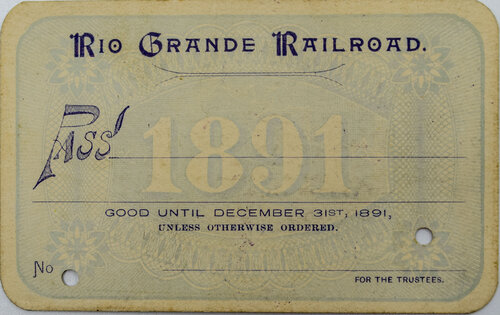 RIO GRANDE RAILROAD.
PASS
1891
GOOD UNTIL DECEMBER 31ST, 1891,
UNLESS OTHERWISE ORDERED.
No
FOR THE TRUSTEES.